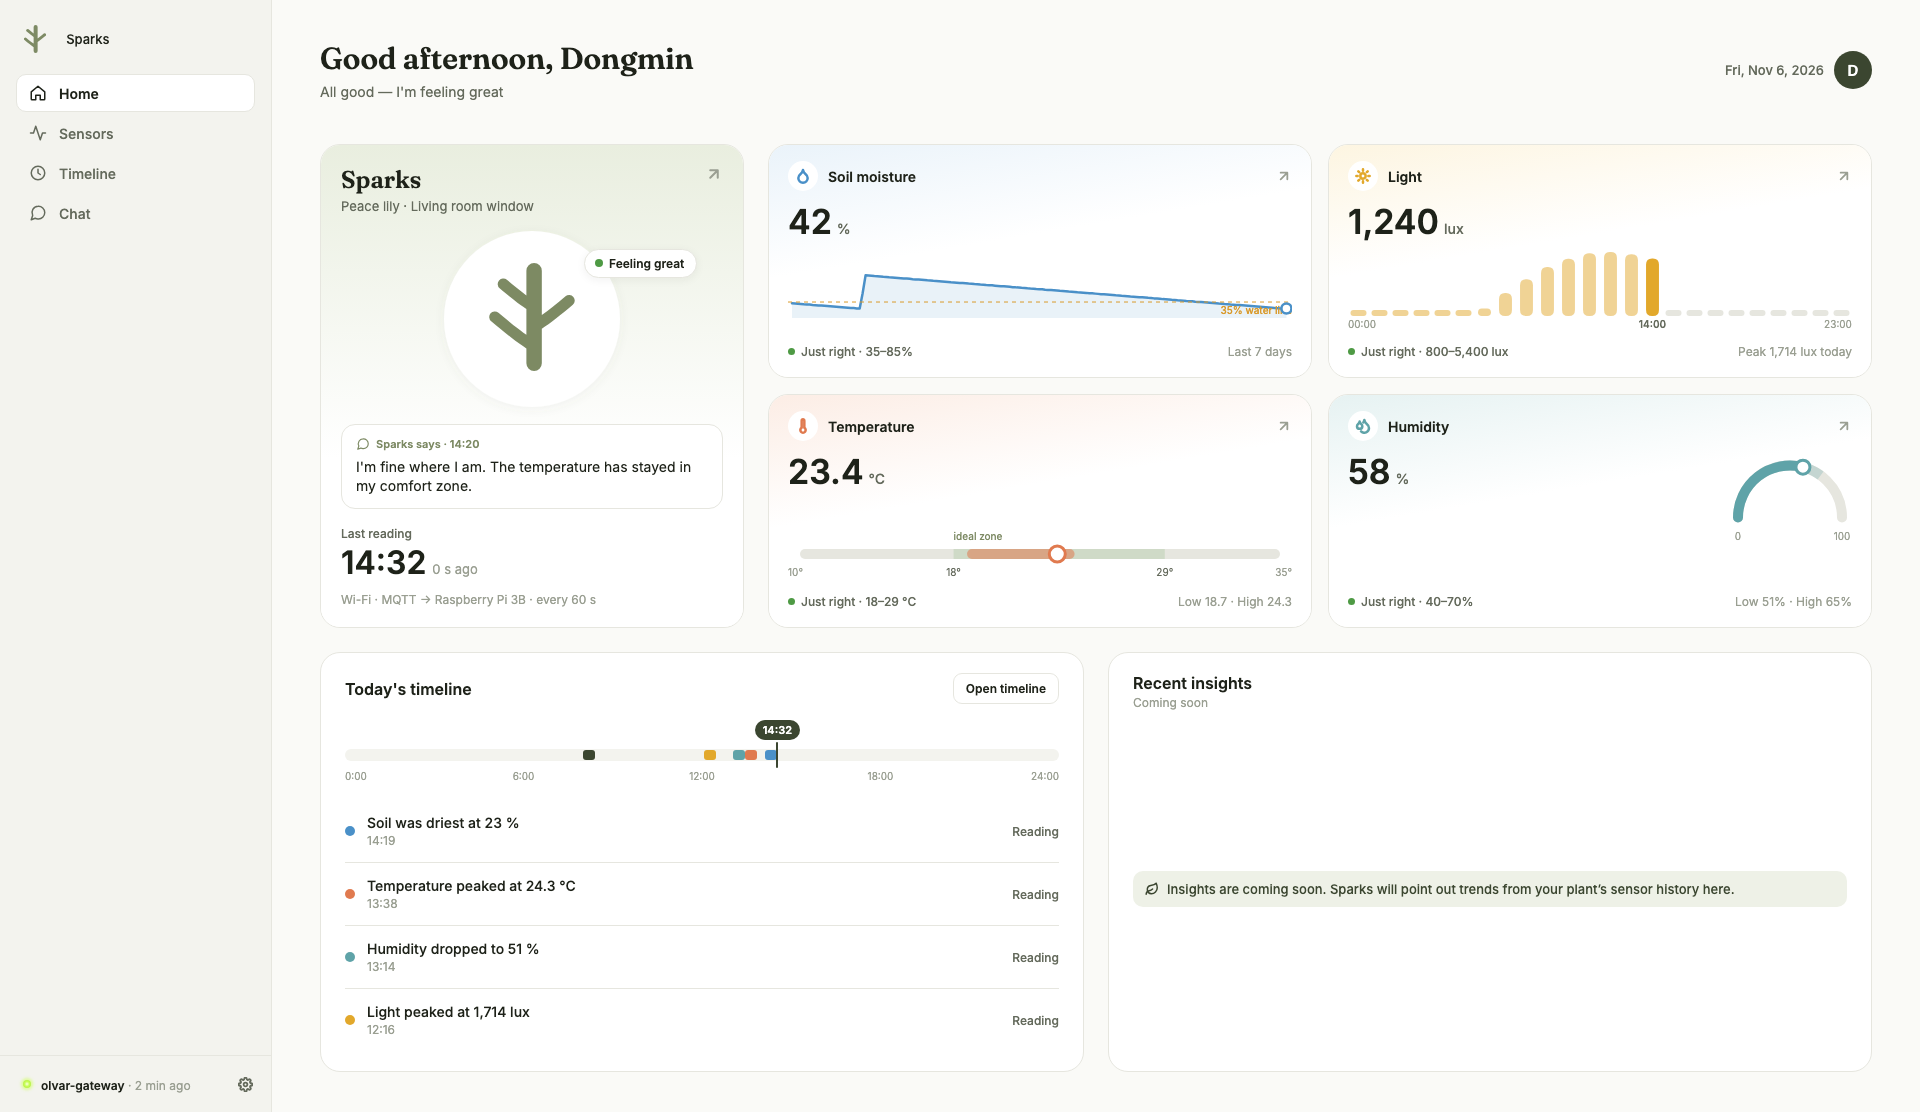 Sparks
Home
Sensors
Timeline
Chat
olvar-gateway · 2 min ago
Good afternoon, Dongmin
All good — I'm feeling great
Fri, Nov 6, 2026
D
Sparks
Peace lily · Living room window
Feeling great
Sparks says · 14:20
I'm fine where I am. The temperature has stayed in
my comfort zone.
Last reading
14:32 0 s ago
Wi-Fi · MQTT → Raspberry Pi 3B · every 60 s
Soil moisture
42 %
35% water
Just right · 35–85%
Last 7 days
Light
1,240 lux
00:00
14:00
23:00
Just right · 800–5,400 lux
Peak 1,714 lux today
Temperature
23.4 °C
ideal zone
10°
18°
29°
35°
Just right · 18–29 °C
Low 18.7 · High 24.3
Humidity
58 %
0
100
Just right · 40–70%
Low 51% · High 65%
Today's timeline
Open timeline
14:32
0:00
6:00
12:00
18:00
24:00
Soil was driest at 23 %
14:19
Reading
Temperature peaked at 24.3 °C
13:38
Reading
Humidity dropped to 51 %
13:14
Reading
Light peaked at 1,714 lux
12:16
Reading
Recent insights
Coming soon
Insights are coming soon. Sparks will point out trends from your plant’s sensor history here.